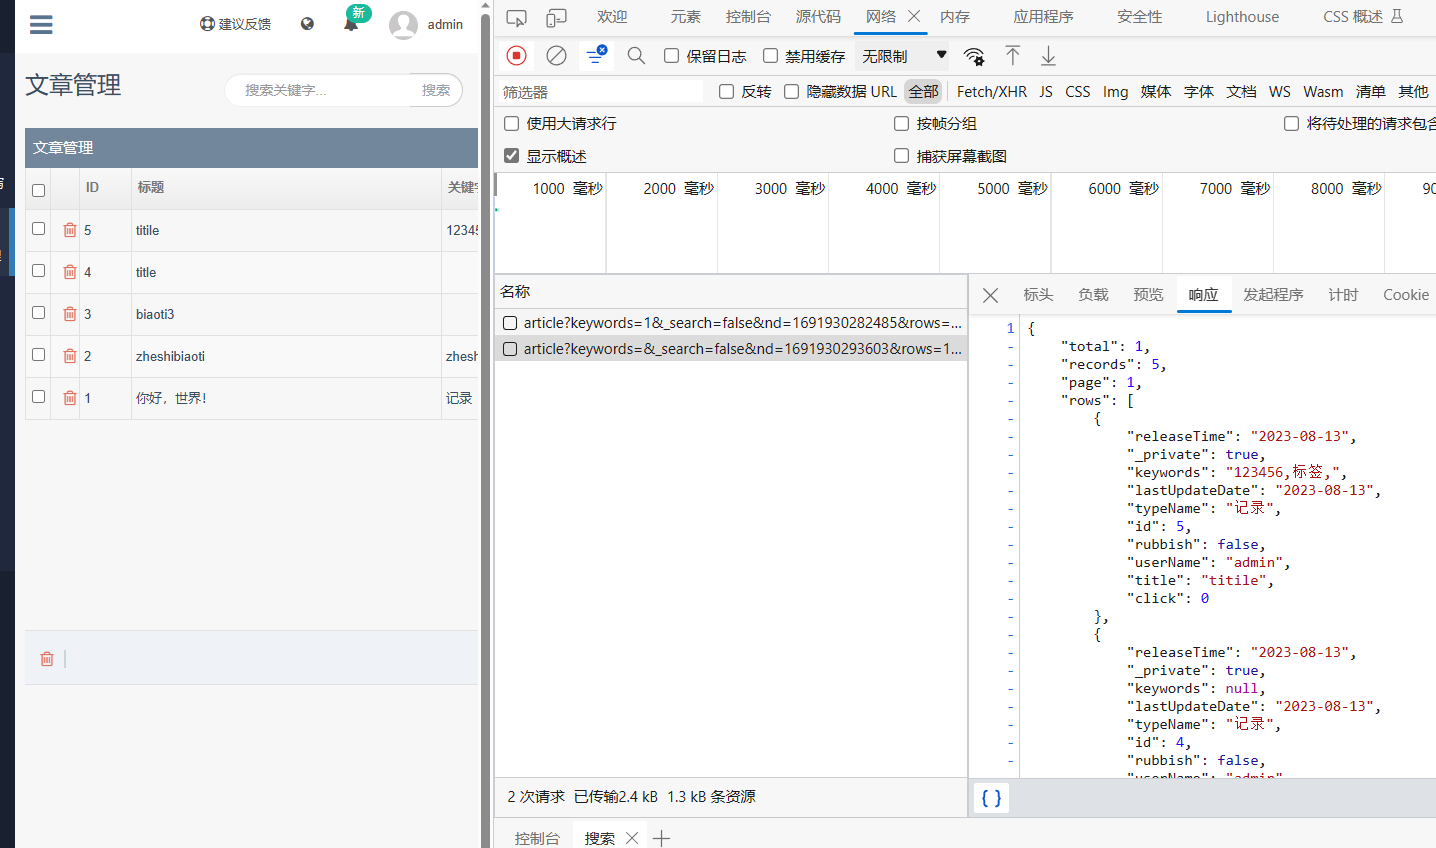 建议反馈 新 admin
文章管理 搜索关键字... 搜索
文章管理
ID 标题
5 titile
4 title
3 biaoti3
2 zheshibiaoti
1 你好，世界！ 记录
欢迎 元素 控制台 源代码 网络 内存 应用程序 安全性 Lighthouse CSS 概述
保留日志 禁用缓存 无限制
筛选器 反转 隐藏数据 URL 全部 Fetch/XHR JS CSS Img 媒体 字体 文档 WS Wasm 清单 其他
使用大请求行 按帧分组 将待处理的请求包含
显示概述 捕获屏幕截图
1000 毫秒 2000 毫秒 3000 毫秒 4000 毫秒 5000 毫秒 6000 毫秒 7000 毫秒 8000 毫秒
名称
article?keywords=1&_search=false&nd=1691930282485&rows=...
article?keywords=&_search=false&nd=1691930293603&rows=1...
2 次请求 已传输2.4 kB 1.3 kB 条资源
标头 负载 预览 响应 发起程序 计时 Cookie
1 {
- "total": 1,
- "records": 5,
- "page": 1,
- "rows": [
- {
- "releaseTime": "2023-08-13",
- "_private": true,
- "keywords": "123456,标签,",
- "lastUpdateDate": "2023-08-13",
- "typeName": "记录",
- "id": 5,
- "rubbish": false,
- "userName": "admin",
- "title": "titile",
- "click": 0
- },
- {
- "releaseTime": "2023-08-13",
- "_private": true,
- "keywords": null,
- "lastUpdateDate": "2023-08-13",
- "typeName": "记录",
- "id": 4,
- "rubbish": false,
"userName": "admin"
{ }
控制台 搜索